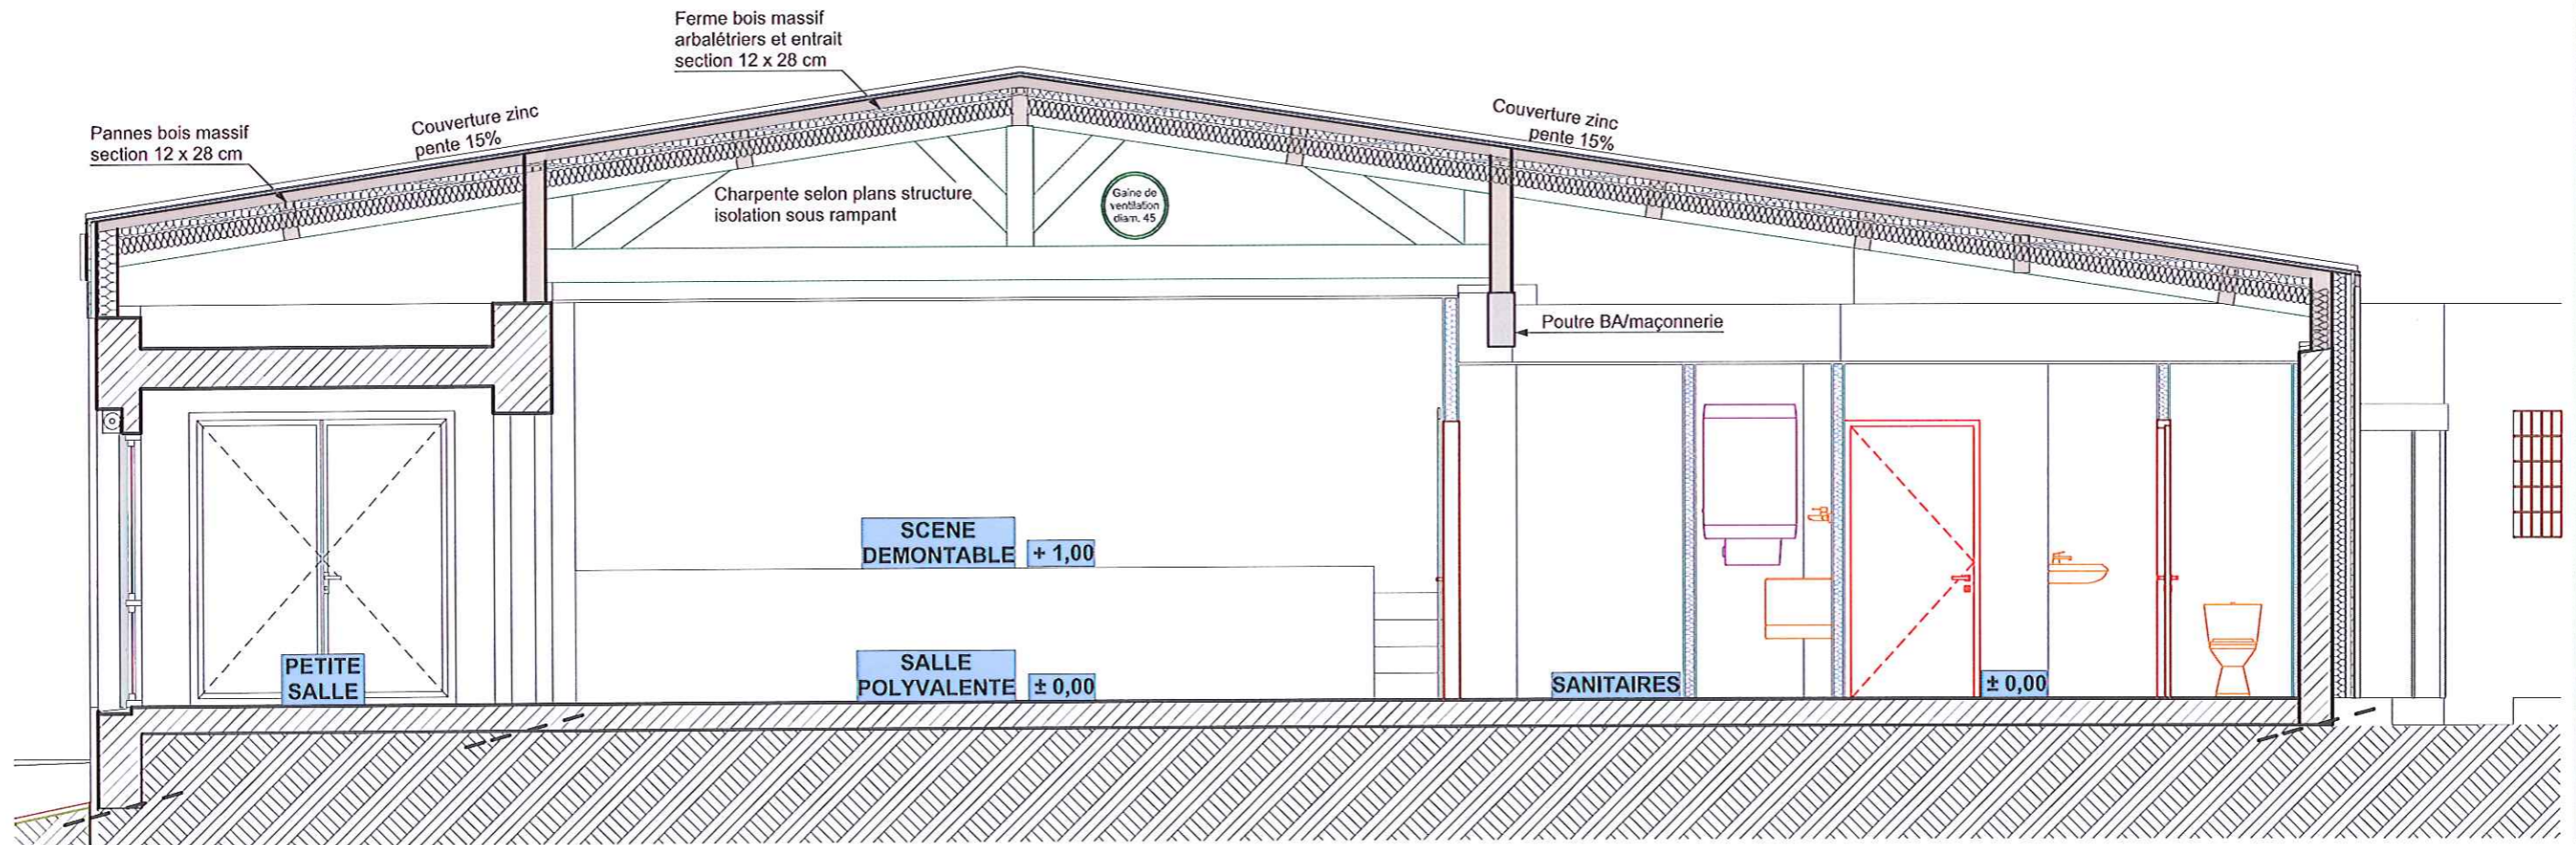 Ferme bois massif
arbalétriers et entrait
section 12 x 28 cm
Pannes bois massif
section 12 x 28 cm
Couverture zinc
pente 15%
Couverture zinc
pente 15%
Charpente selon plans structure
isolation sous rampant
Gaine de
ventilation
diam. 45
Poutre BA/maçonnerie
SCENE
DEMONTABLE + 1,00
PETITE
SALLE
SALLE
POLYVALENTE ± 0,00
SANITAIRES
± 0,00